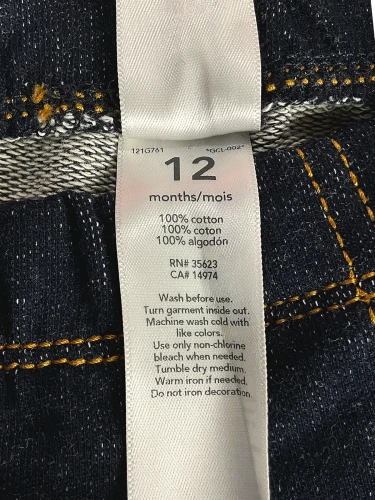 121G761 "GCL-002"
12
months/mois
100% cotton
100% coton
100% algodón
RN# 35623
CA# 14974
Wash before use.
Turn garment inside out.
Machine wash cold with
like colors.
Use only non-chlorine
bleach when needed.
Tumble dry medium.
Warm iron if needed.
Do not iron decoration.